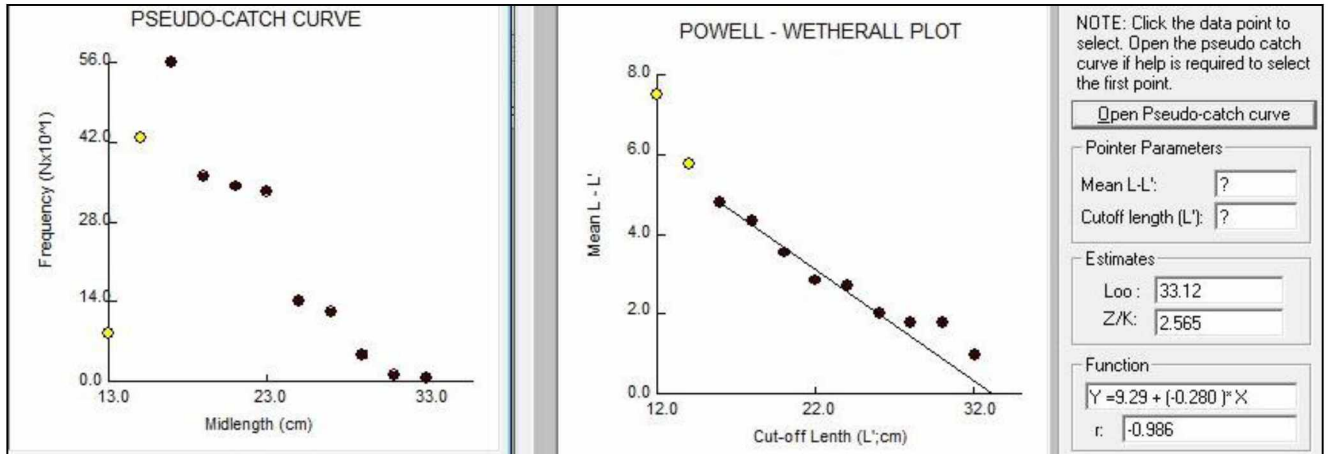 PSEUDO-CATCH CURVE
56.0
42.0
28.0
14.0
0.0
Frequency (Nx10^1)
13.0 23.0 33.0
Midlength (cm)
POWELL - WETHERALL PLOT
8.0
6.0
4.0
2.0
0.0
Mean L - L'
12.0 22.0 32.0
Cut-off Lenth (L';cm)
NOTE: Click the data point to
select. Open the pseudo catch
curve if help is required to select
the first point.
Open Pseudo-catch curve
Pointer Parameters
Mean L-L': ?
Cutoff length (L'): ?
Estimates
Loo : 33.12
Z/K: 2.565
Function
Y =9.29 + (-0.280 )* X
r: -0.986